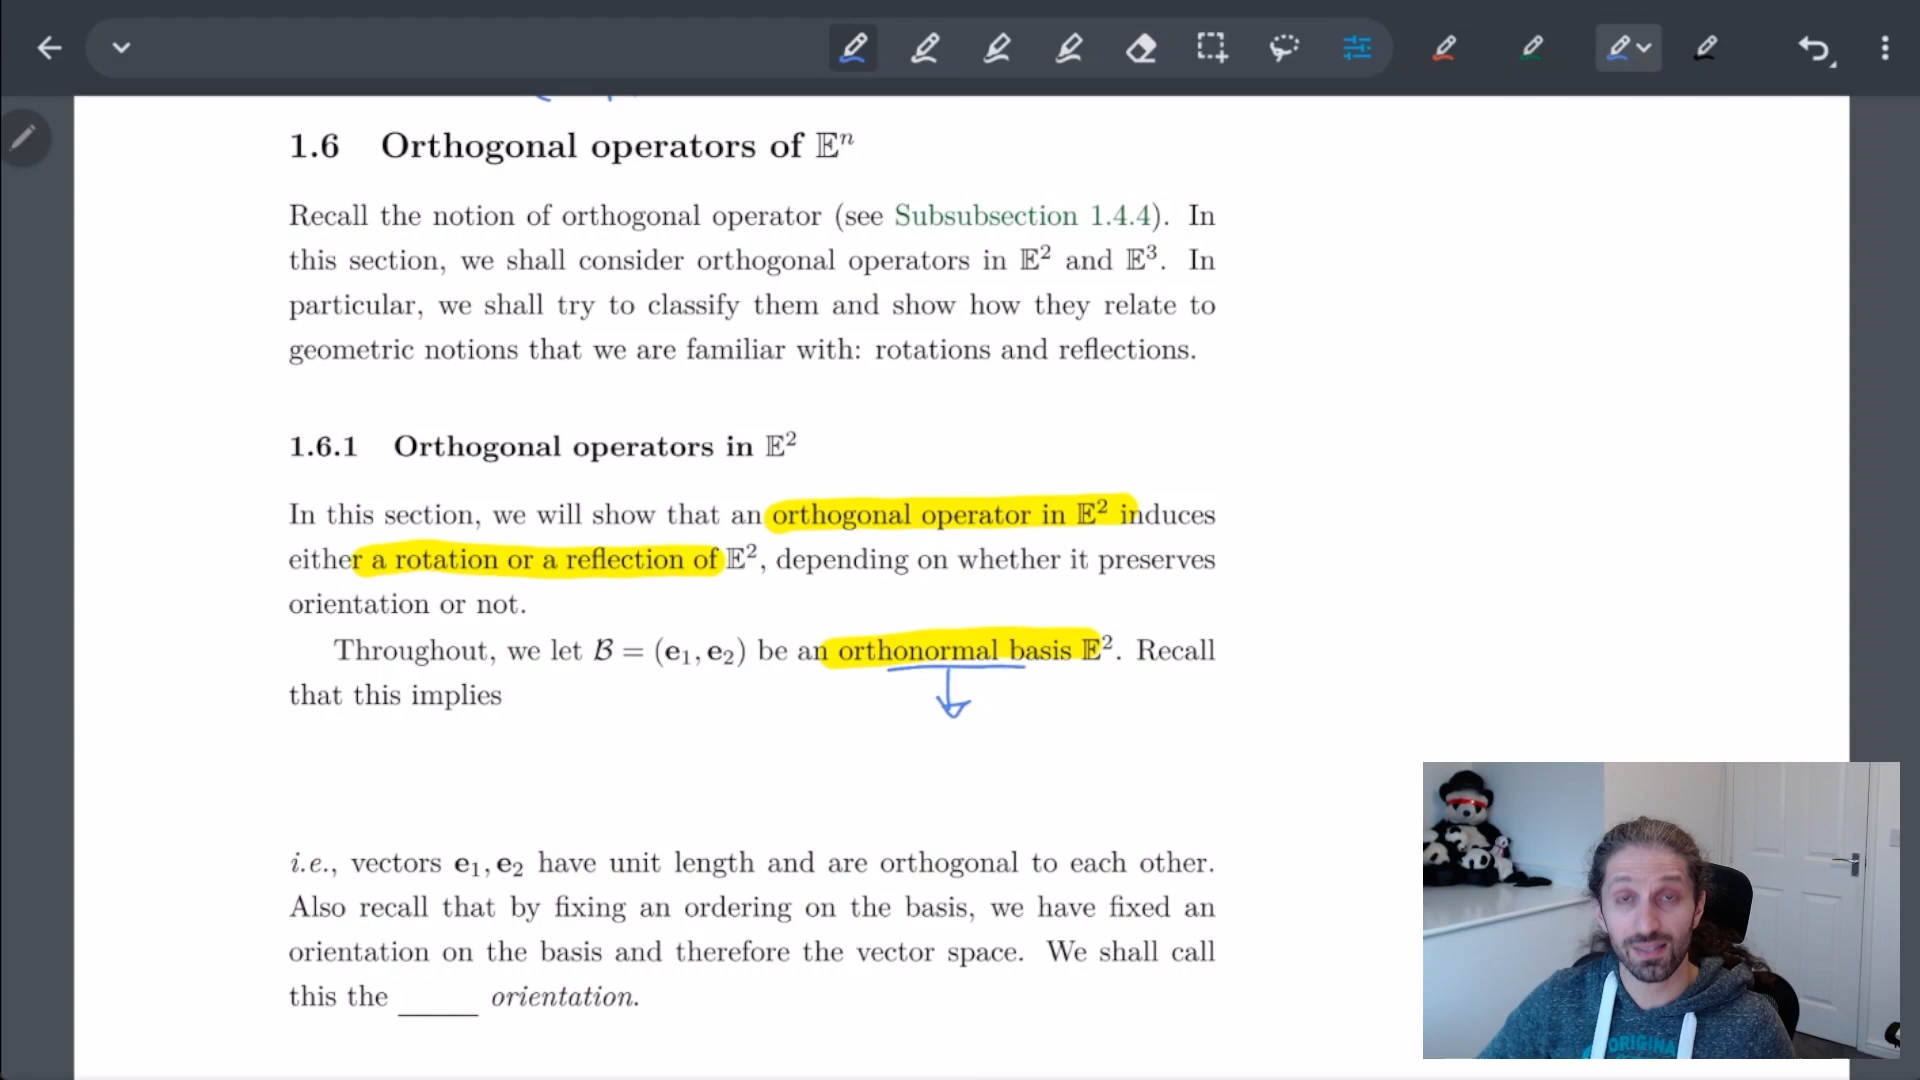 1.6 Orthogonal operators of 𝔼ⁿ
Recall the notion of orthogonal operator (see Subsubsection 1.4.4). In
this section, we shall consider orthogonal operators in 𝔼² and 𝔼³. In
particular, we shall try to classify them and show how they relate to
geometric notions that we are familiar with: rotations and reflections.
1.6.1 Orthogonal operators in 𝔼²
In this section, we will show that an orthogonal operator in 𝔼² induces
either a rotation or a reflection of 𝔼², depending on whether it preserves
orientation or not.
Throughout, we let ℬ = (e₁, e₂) be an orthonormal basis 𝔼². Recall
that this implies
i.e., vectors e₁, e₂ have unit length and are orthogonal to each other.
Also recall that by fixing an ordering on the basis, we have fixed an
orientation on the basis and therefore the vector space. We shall call
this the _____ orientation.
ORIGINA